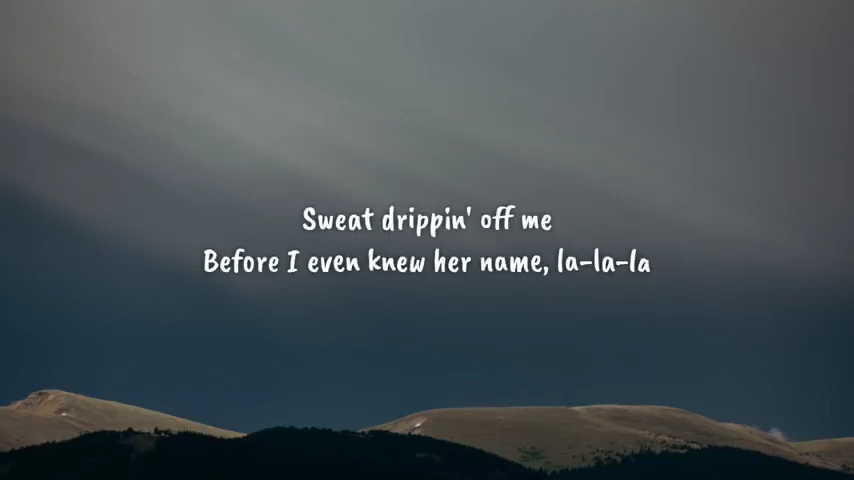 Sweat drippin' off me
Before I even knew her name, la-la-la